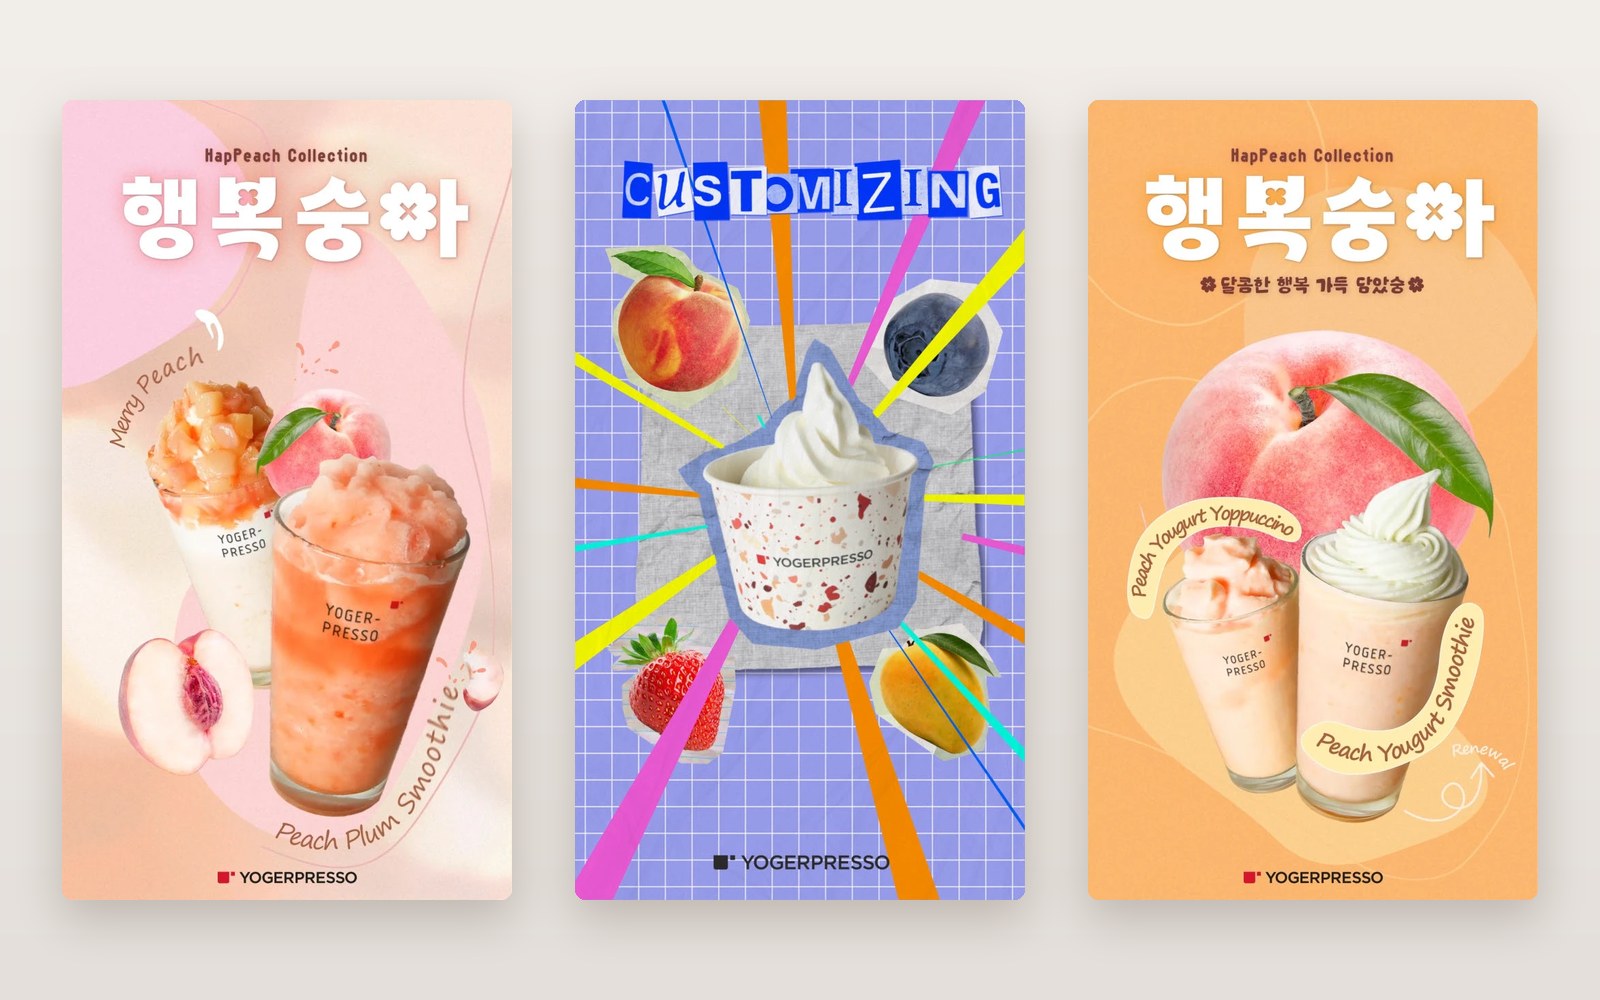 HapPeach Collection
행복숭아
Merry Peach
YOGER-
PRESSO
YOGER-
PRESSO
Peach Plum Smoothie
YOGERPRESSO
CUSTOMIZING
YOGERPRESSO
YOGERPRESSO
HapPeach Collection
행복숭아
달콤한 행복 가득 담았숭
Peach Yougurt Yoppuccino
YOGER-
PRESSO
YOGER-
PRESSO
Peach Yougurt Smoothie
Renewal
YOGERPRESSO